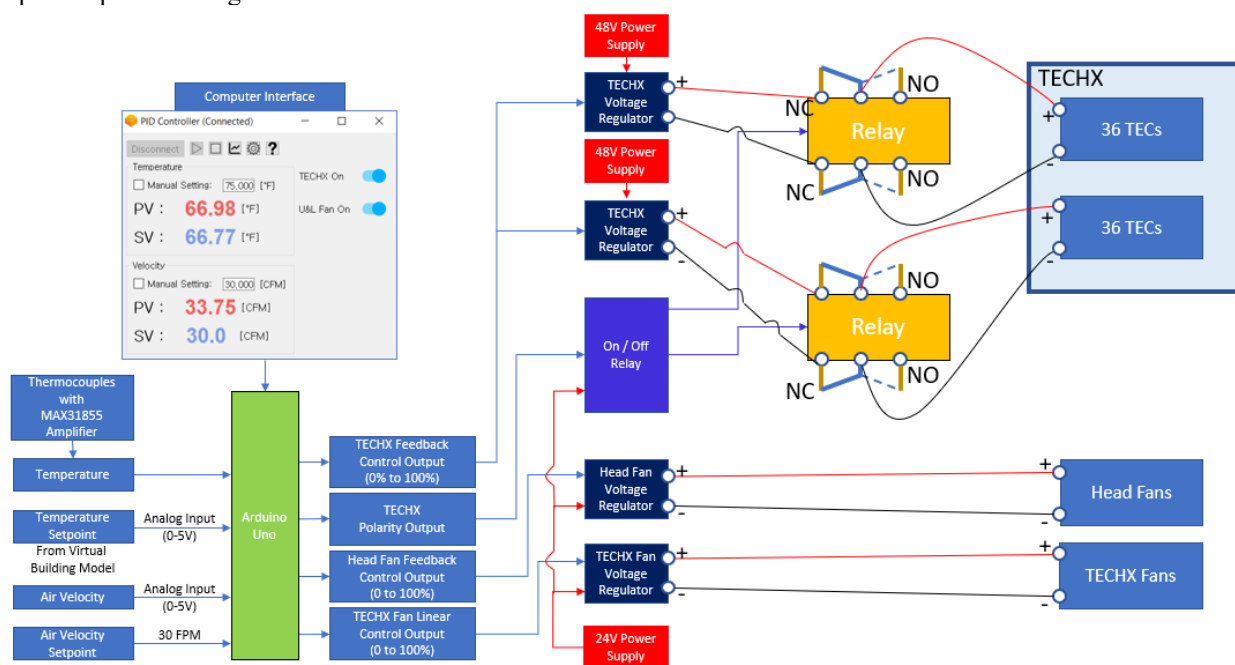 48V Power
Supply
TECHX
Voltage
Regulator
+
NC
NO
Relay
NC
NO
TECHX
+
-
36 TECs
+
-
36 TECs
Computer Interface
PID Controller (Connected)
Disconnect
?
Temperature
Manual Setting: 75,000 [°F]
PV : 66.98 [°F]
SV : 66.77 [°F]
TECHX On
U&L Fan On
Velocity
Manual Setting: 30,000 [CFM]
PV : 33.75 [CFM]
SV : 30.0 [CFM]
48V Power
Supply
TECHX
Voltage
Regulator
+
-
Relay
NC
NO
On / Off
Relay
Thermocouples
with
MAX31855
Amplifier
Temperature
Temperature
Setpoint
Analog Input
(0-5V)
From Virtual
Building Model
Air Velocity
Analog Input
(0-5V)
Air Velocity
Setpoint
30 FPM
Arduino
Uno
TECHX Feedback
Control Output
(0% to 100%)
TECHX
Polarity Output
Head Fan Feedback
Control Output
(0 to 100%)
TECHX Fan Linear
Control Output
(0 to 100%)
Head Fan
Voltage
Regulator
+
-
+
-
Head Fans
TECHX Fan
Voltage
Regulator
+
-
+
-
TECHX Fans
24V Power
Supply